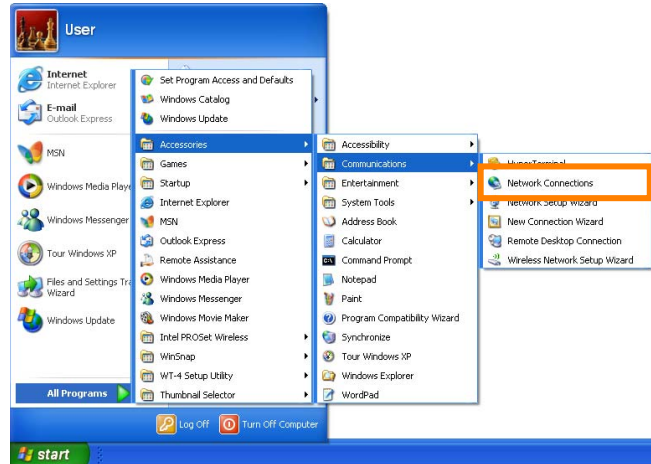 User
Internet
Internet Explorer
E-mail
Outlook Express
MSN
Windows Media Playe
Windows Messenger
Tour Windows XP
Files and Settings Tra
Wizard
Windows Update
All Programs
Set Program Access and Defaults
Windows Catalog
Windows Update
Accessories
Games
Startup
Internet Explorer
MSN
Outlook Express
Remote Assistance
Windows Media Player
Windows Messenger
Windows Movie Maker
Intel PROSet Wireless
WinSnap
WT-4 Setup Utility
Thumbnail Selector
Accessibility
Communications
Entertainment
System Tools
Address Book
Calculator
Command Prompt
Notepad
Paint
Program Compatibility Wizard
Synchronize
Tour Windows XP
Windows Explorer
WordPad
HyperTerminal
Network Connections
Network Setup Wizard
New Connection Wizard
Remote Desktop Connection
Wireless Network Setup Wizard
Log Off
Turn Off Computer
start